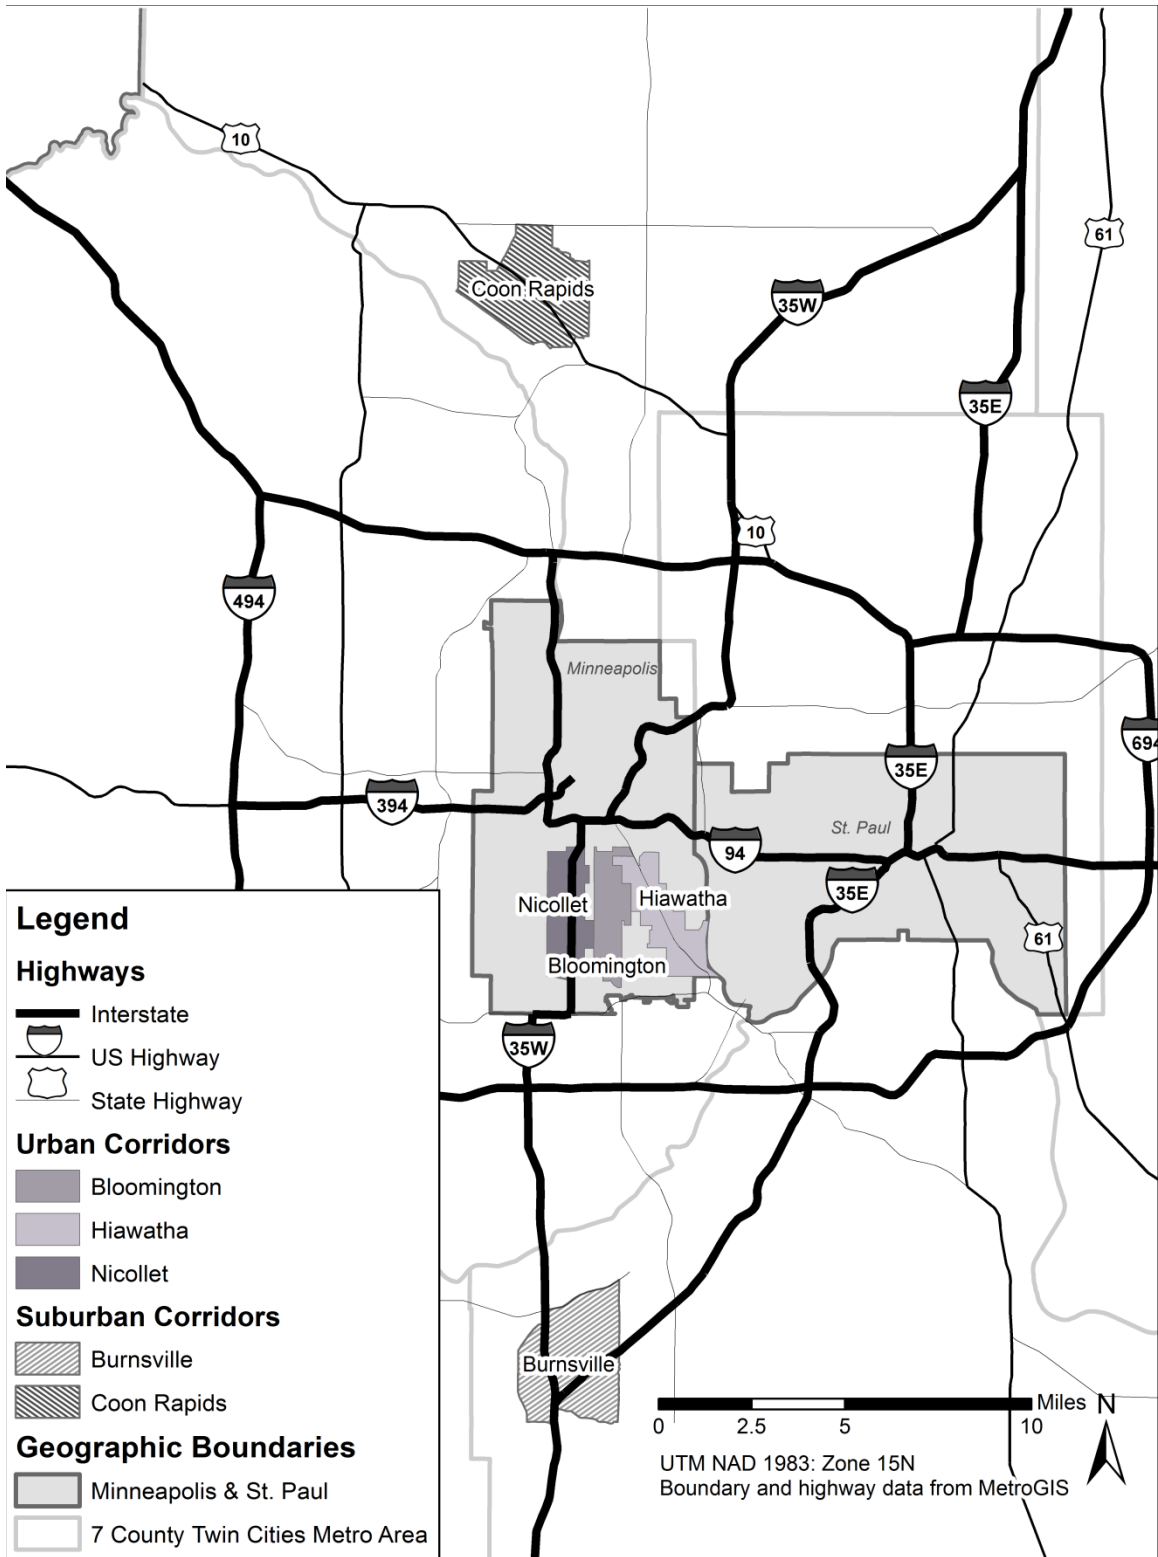 10
61
Coon Rapids
35W
35E
10
494
Minneapolis
694
35E
394
St. Paul
94
35E
Nicollet
Hiawatha
61
Bloomington
35W
Legend
Highways
Interstate
US Highway
State Highway
Urban Corridors
Bloomington
Hiawatha
Nicollet
Suburban Corridors
Burnsville
Coon Rapids
Geographic Boundaries
Minneapolis & St. Paul
7 County Twin Cities Metro Area
Burnsville
Miles N
0 2.5 5 10
UTM NAD 1983: Zone 15N
Boundary and highway data from MetroGIS